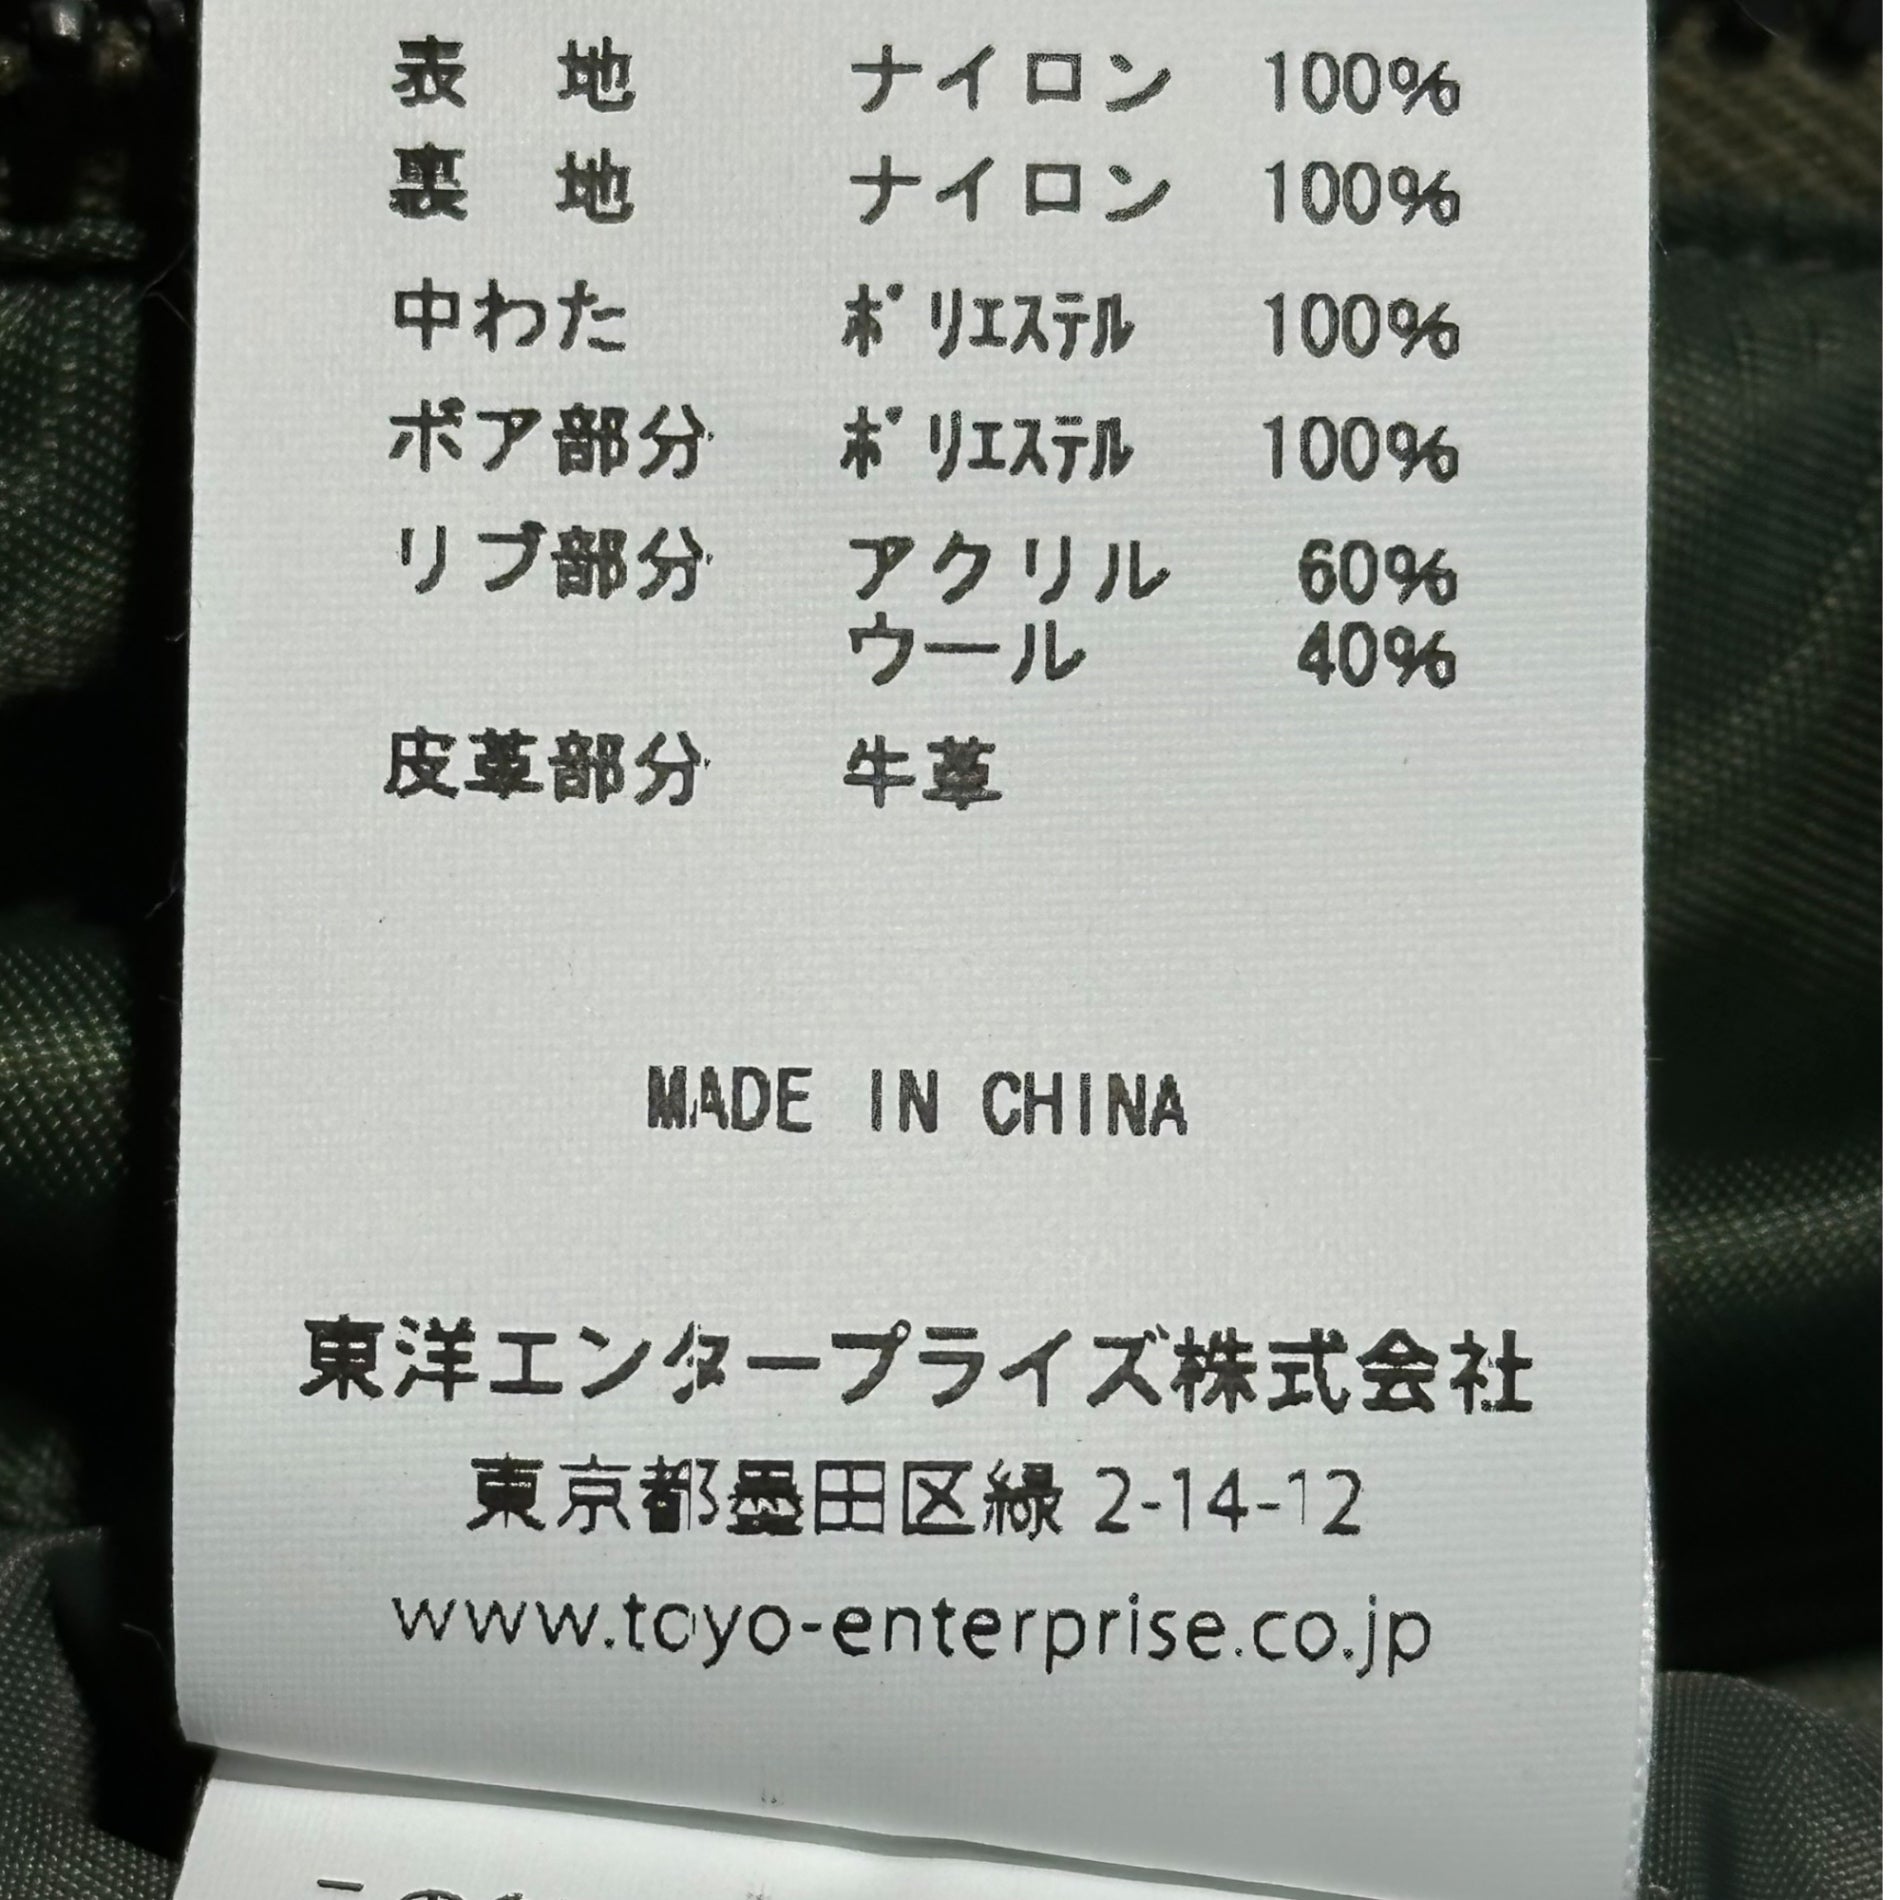 表 地 ナイロン 100%
裏 地 ナイロン 100%
中わた ポリエステル 100%
ボア部分 ポリエステル 100%
リブ部分 アクリル 60%
ウール 40%
皮革部分 牛革
MADE IN CHINA
東洋エンタープライズ株式会社
東京都墨田区緑 2-14-12
www.toyo-enterprise.co.jp